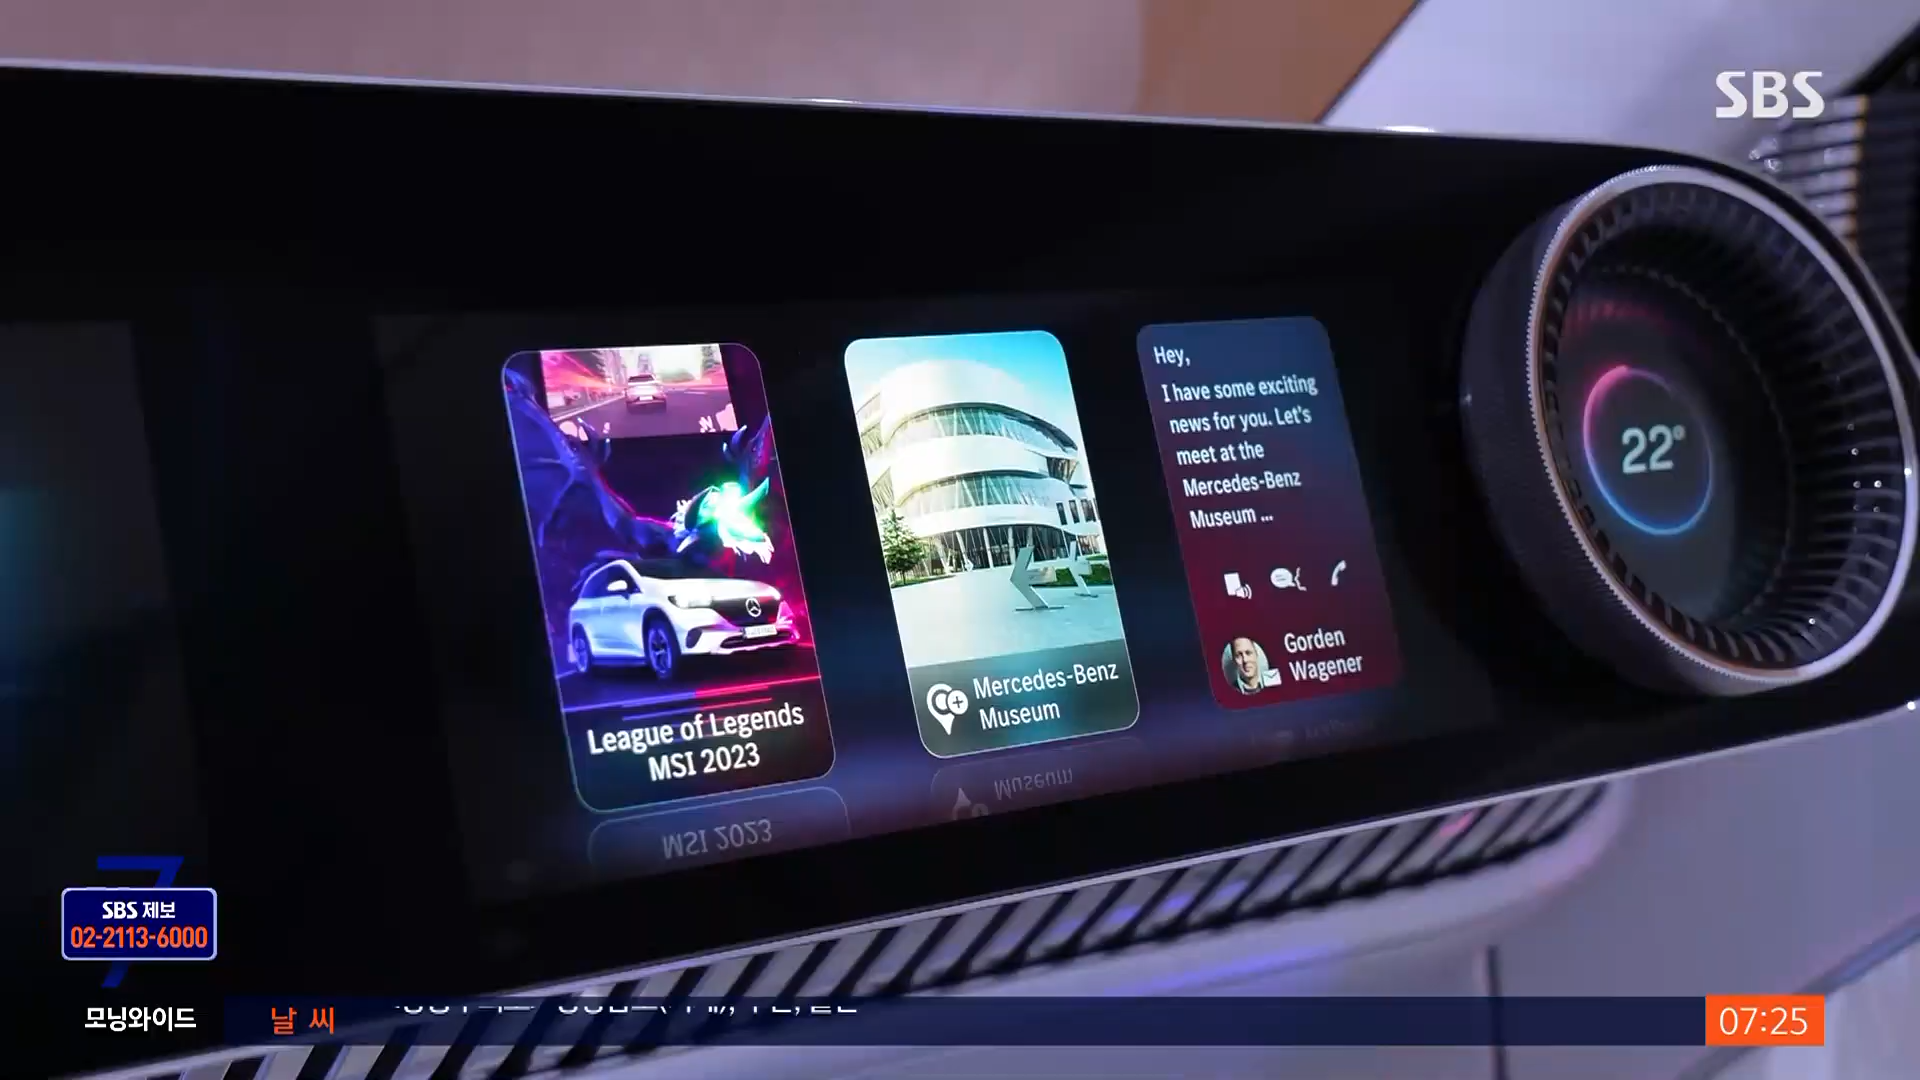 SBS
Hey,
I have some exciting
news for you. Let's
meet at the
Mercedes-Benz
Museum ...
22°
Gorden
Wagener
Mercedes-Benz
Museum
League of Legends
MSI 2023
Museum
MSI 2023
SBS 제보
02-2113-6000
7
모닝와이드
날 씨
07:25